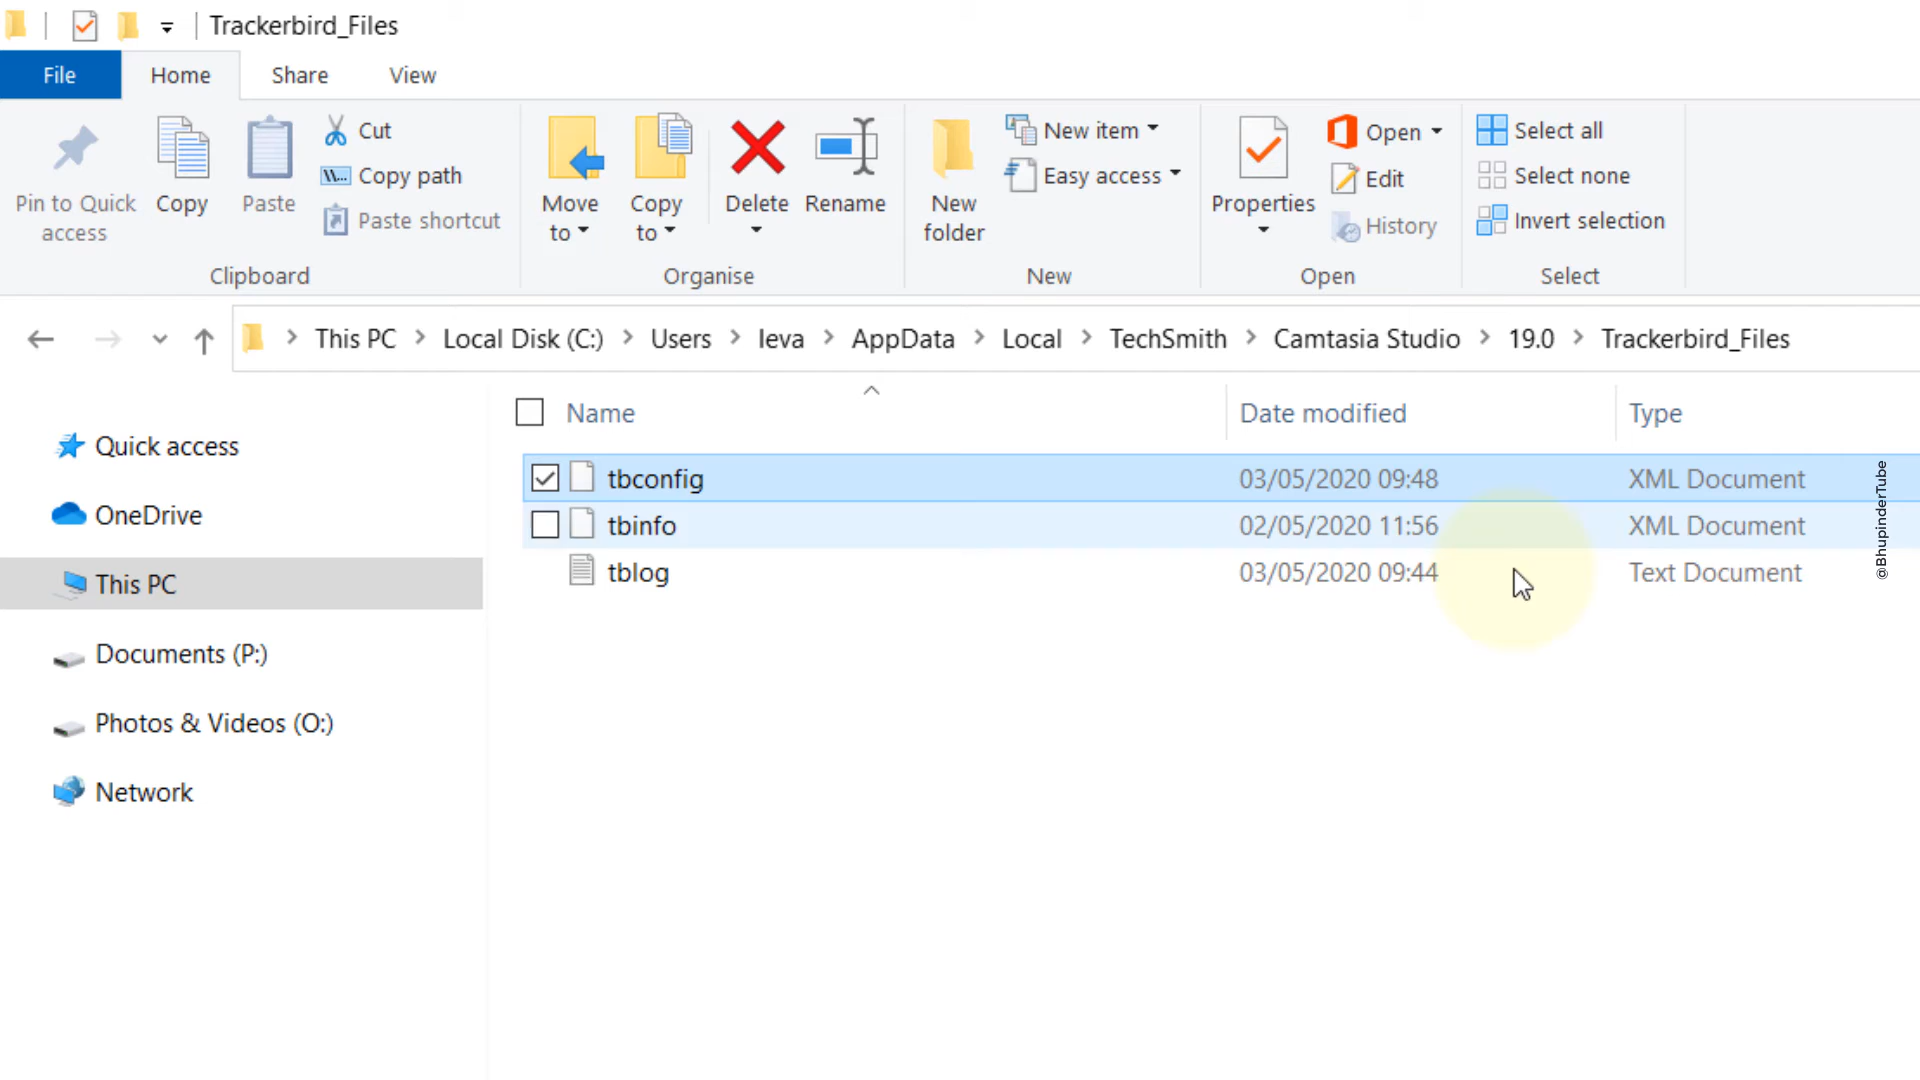 Trackerbird_Files
File Home Share View
Pin to Quick access
Copy
Paste
Cut
Copy path
Paste shortcut
Clipboard
Move to
Copy to
Delete
Rename
Organise
New folder
New item
Easy access
New
Properties
Open
Edit
History
Open
Select all
Select none
Invert selection
Select
This PC Local Disk (C:) Users Ieva AppData Local TechSmith Camtasia Studio 19.0 Trackerbird_Files
Quick access
OneDrive
This PC
Documents (P:)
Photos & Videos (O:)
Network
Name Date modified Type
tbconfig 03/05/2020 09:48 XML Document
tbinfo 02/05/2020 11:56 XML Document
tblog 03/05/2020 09:44 Text Document
@BhupinderTube